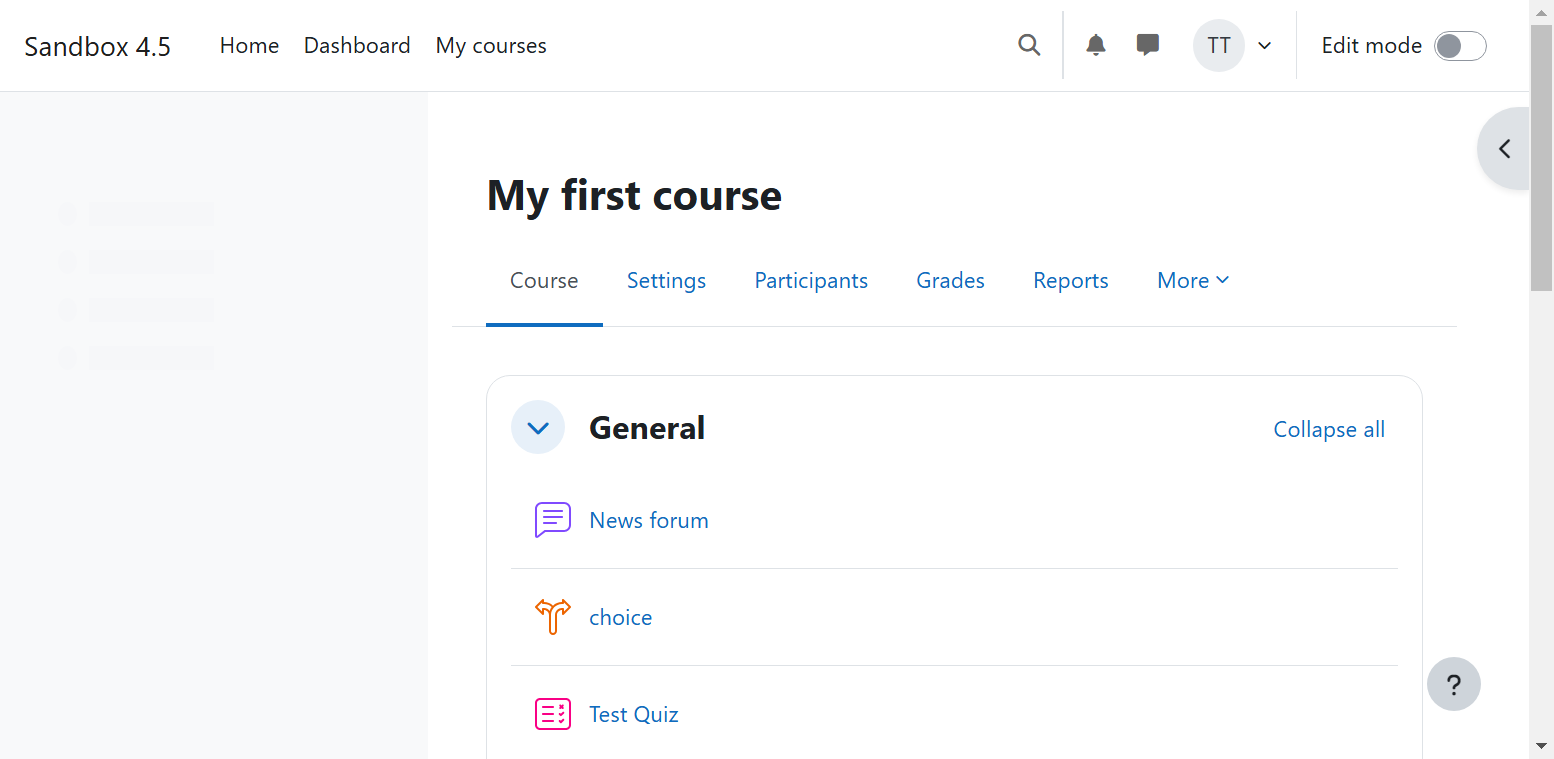 Sandbox 4.5 Home Dashboard My courses TT Edit mode
My first course
Course Settings Participants Grades Reports More
General Collapse all
News forum
choice
Test Quiz
?